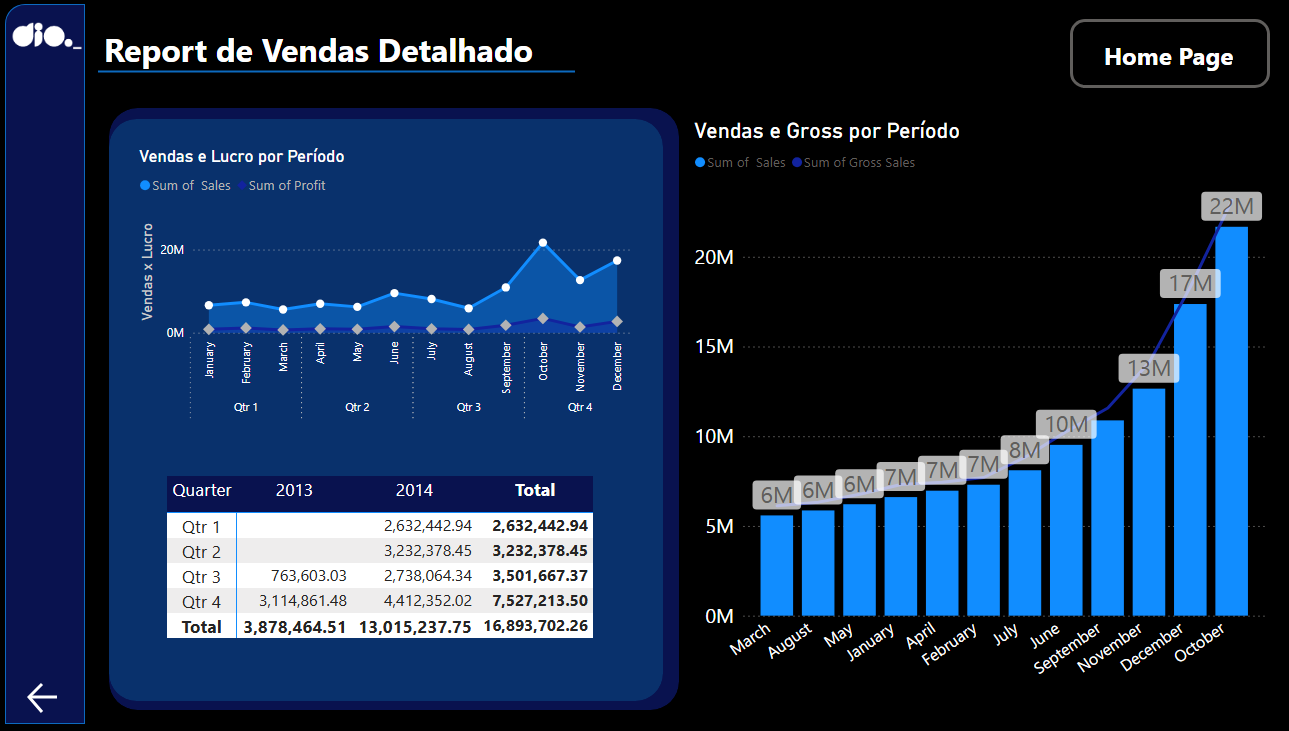 dio._
Report de Vendas Detalhado
Home Page
Vendas e Lucro por Período
Sum of Sales Sum of Profit
Vendas x Lucro
20M
0M
January February March April May June July August September October November December
Qtr 1 Qtr 2 Qtr 3 Qtr 4
Quarter 2013 2014 Total
Qtr 1 2,632,442.94 2,632,442.94
Qtr 2 3,232,378.45 3,232,378.45
Qtr 3 763,603.03 2,738,064.34 3,501,667.37
Qtr 4 3,114,861.48 4,412,352.02 7,527,213.50
Total 3,878,464.51 13,015,237.75 16,893,702.26
Vendas e Gross por Período
Sum of Sales Sum of Gross Sales
20M
15M
10M
5M
0M
6M 6M 6M 7M 7M 7M 8M 10M 13M 17M 22M
March August May January April February July June September November December October